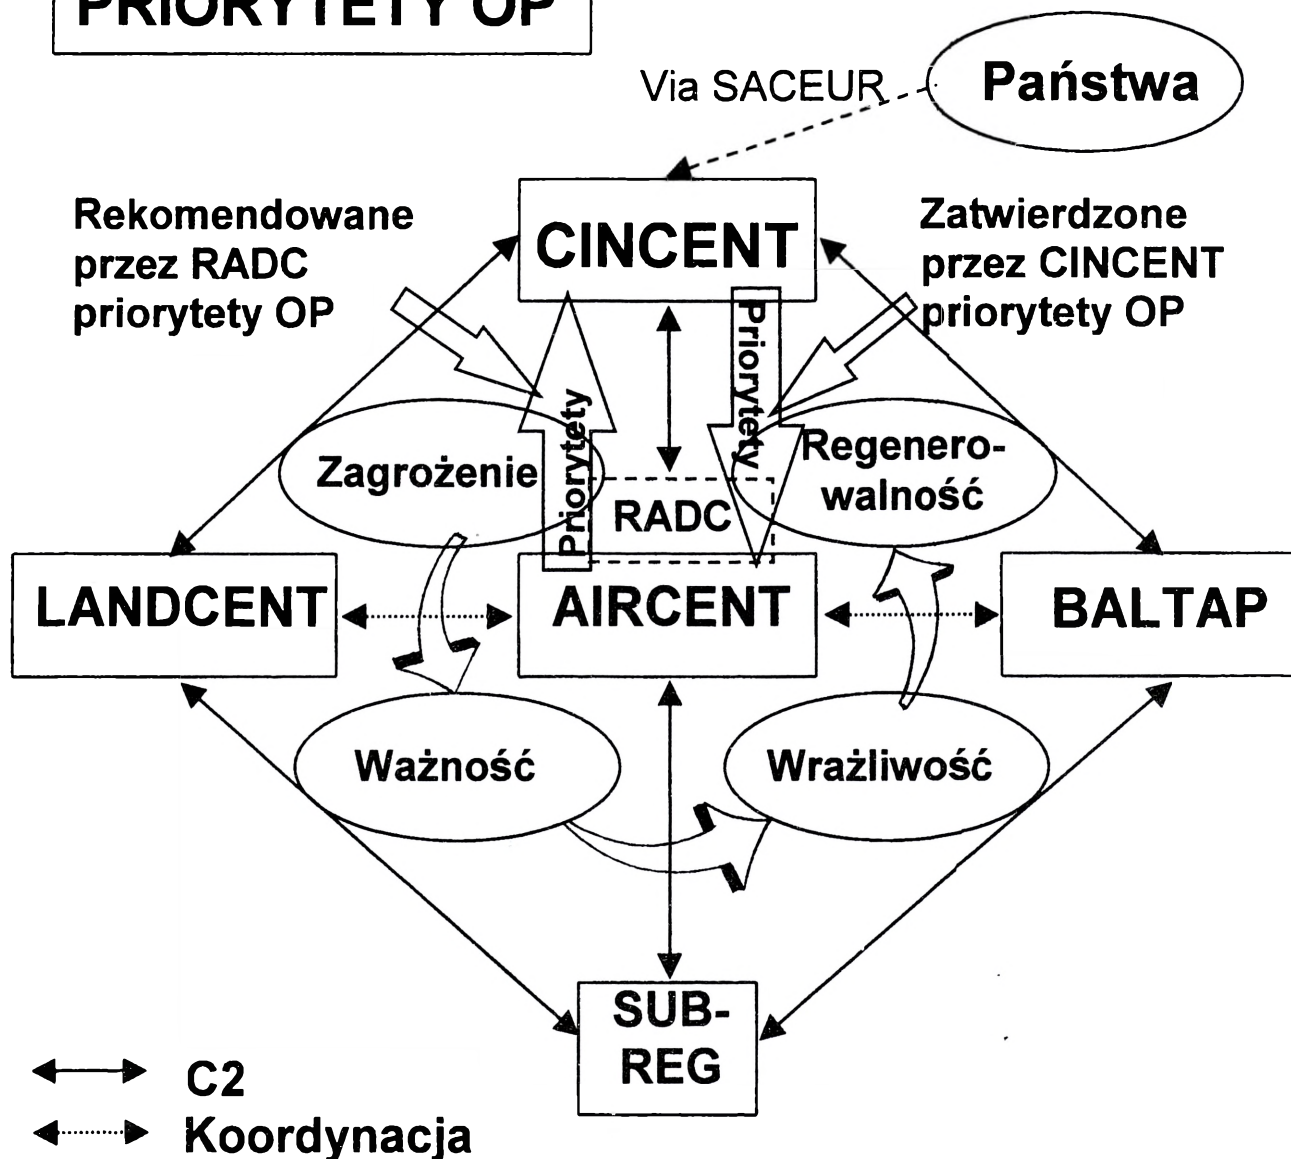 PRIORYTETY OP
Via SACEUR
Państwa
Rekomendowane
przez RADC
priorytety OP
CINCENT
Zatwierdzone
przez CINCENT
priorytety OP
Priorytety
Priorytety
Zagrożenie
RADC
Regenero-
walność
LANDCENT
AIRCENT
BALTAP
Ważność
Wrażliwość
SUB-
REG
C2
Koordynacja